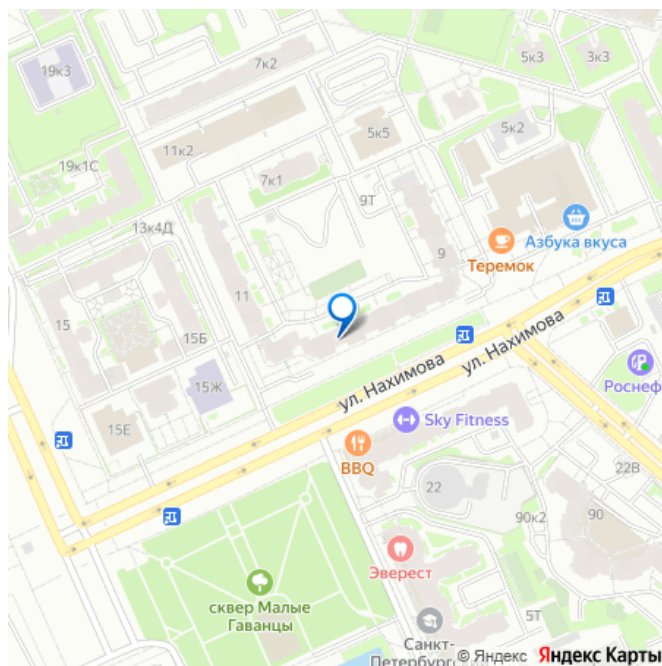 19к3
7к2
5к3
3к3
5к2
5к5
11к2
19к1С
7к1
9Т
13к4Д
Азбука вкуса
Теремок
9
11
15
15Б
ул. Нахимова
ул. Нахимова
15Ж
Роснеф
Sky Fitness
15Е
BBQ
22
22В
90к2
90
Эверест
сквер Малые
Гаванцы
5Т
Санкт-
Петербург
© Яндекс Яндекс Карты